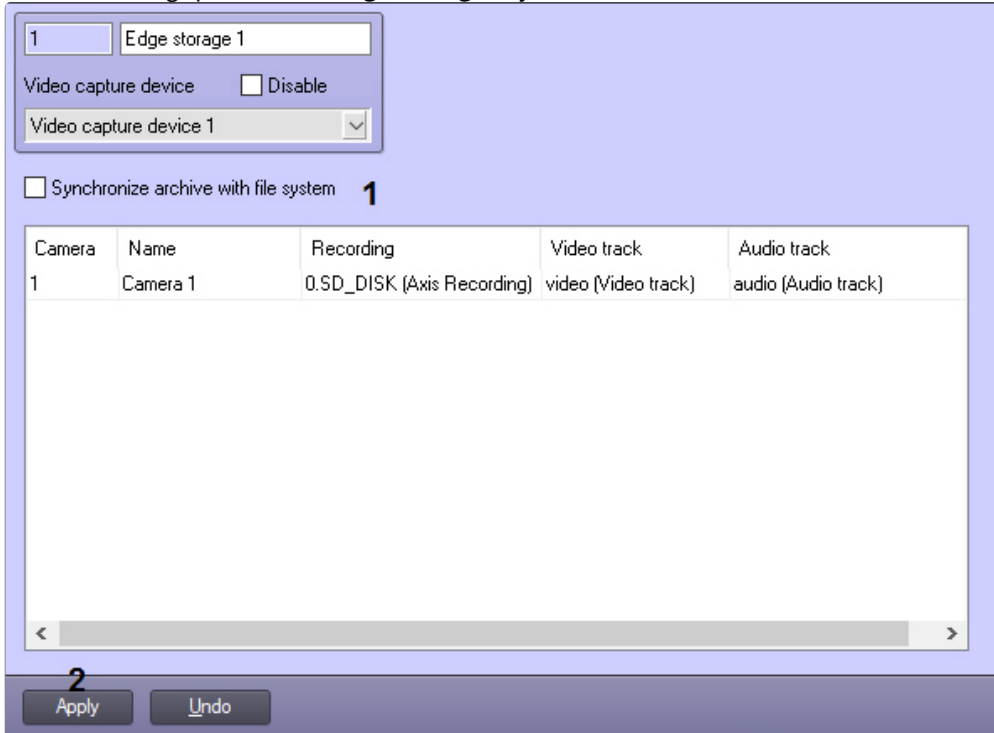 1 Edge storage 1
Video capture device Disable
Video capture device 1
Synchronize archive with file system 1
Camera Name Recording Video track Audio track
1 Camera 1 0.SD_DISK (Axis Recording) video (Video track) audio (Audio track)
2
Apply Undo